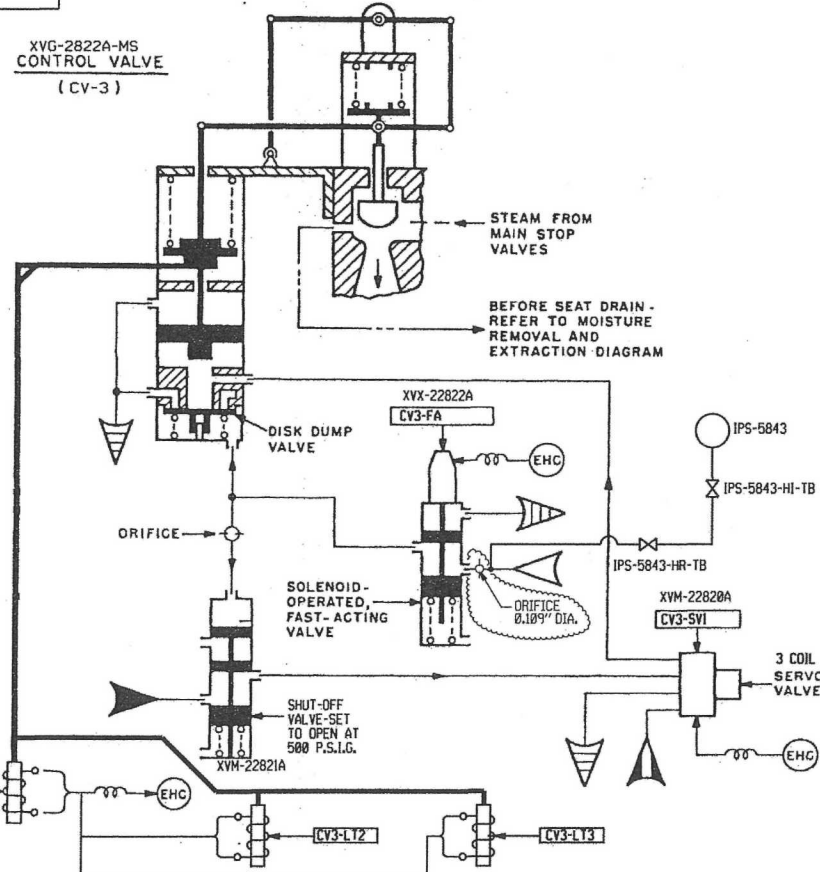 XVG-2822A-MS
CONTROL VALVE
(CV-3)
STEAM FROM
MAIN STOP
VALVES
BEFORE SEAT DRAIN-
REFER TO MOISTURE
REMOVAL AND
EXTRACTION DIAGRAM
XVX-22822A
CV3-FA
IPS-5843
DISK DUMP
VALVE
EHC
IPS-5843-HI-TB
ORIFICE
IPS-5843-HR-TB
SOLENOID-
OPERATED,
FAST-ACTING
VALVE
ORIFICE
0.109" DIA.
XVM-22820A
CV3-SV1
3 COIL
SERVO
VALVE
SHUT-OFF
VALVE-SET
TO OPEN AT
500 P.S.I.G.
XVM-22821A
EHC
EHC
CV3-LT2
CV3-LT3